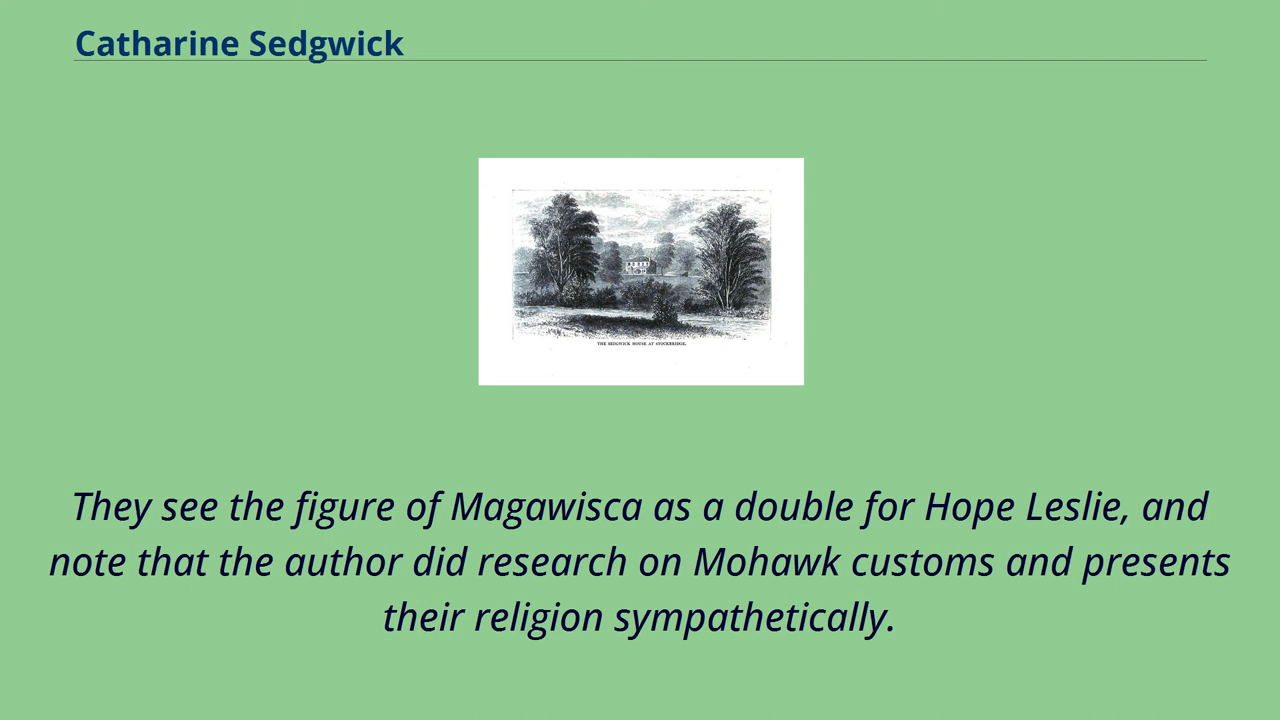 Catharine Sedgwick
THE SEDGWICK HOUSE AT STOCKBRIDGE.
They see the figure of Magawisca as a double for Hope Leslie, and
note that the author did research on Mohawk customs and presents
their religion sympathetically.